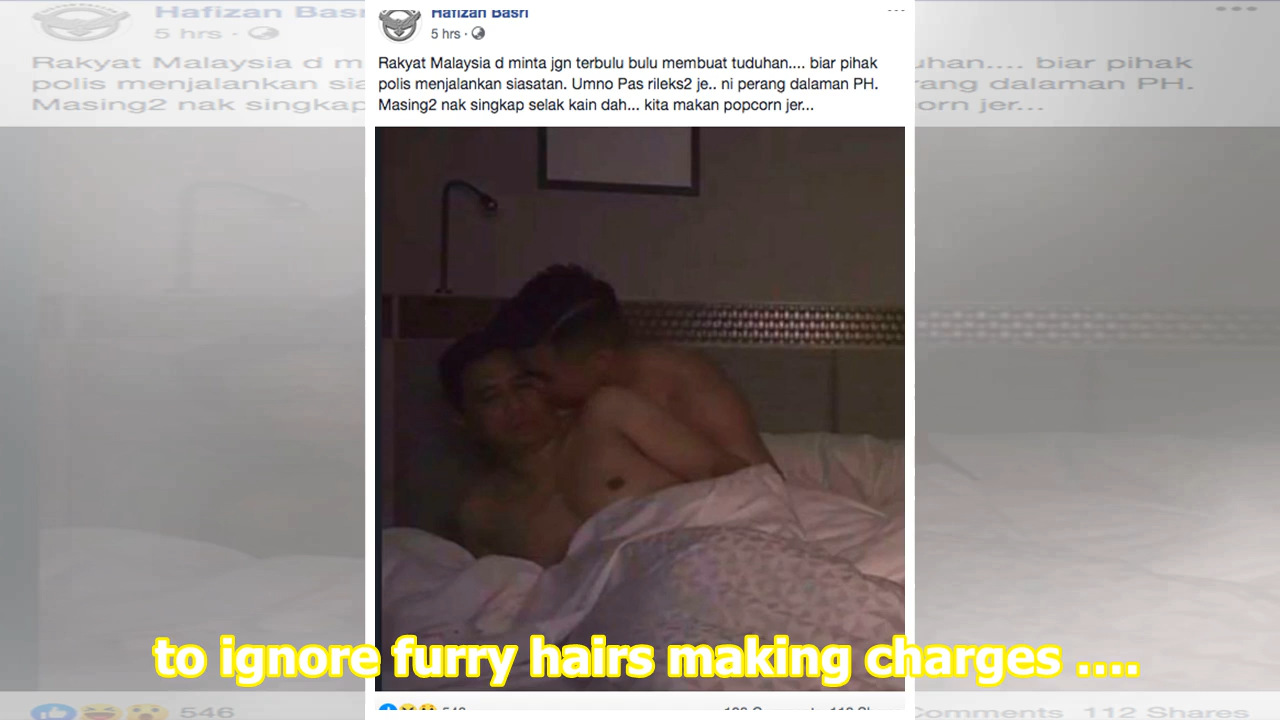 Hafizan Basri
5 hrs ·
Rakyat Malaysia d minta jgn terbulu bulu membuat tuduhan.... biar pihak
polis menjalankan siasatan. Umno Pas rileks2 je.. ni perang dalaman PH.
Masing2 nak singkap selak kain dah... kita makan popcorn jer...
to ignore furry hairs making charges ....
546
Comments 112 Shares